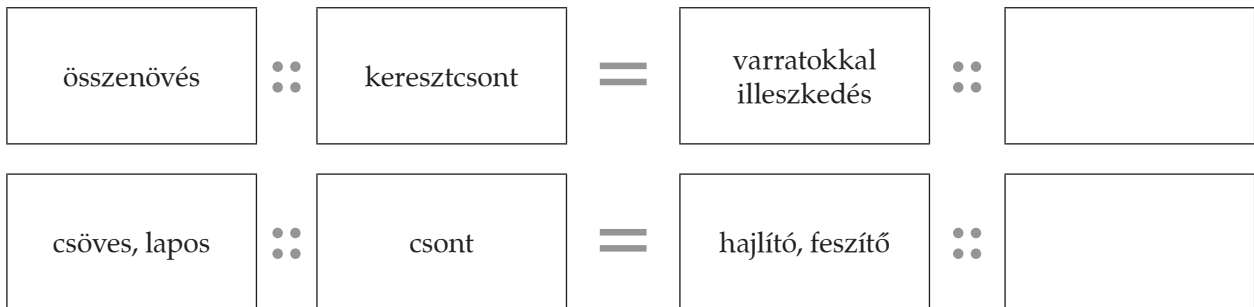 összenövés keresztcsont varratokkal illeszkedés
csöves, lapos csont hajlító, feszítő